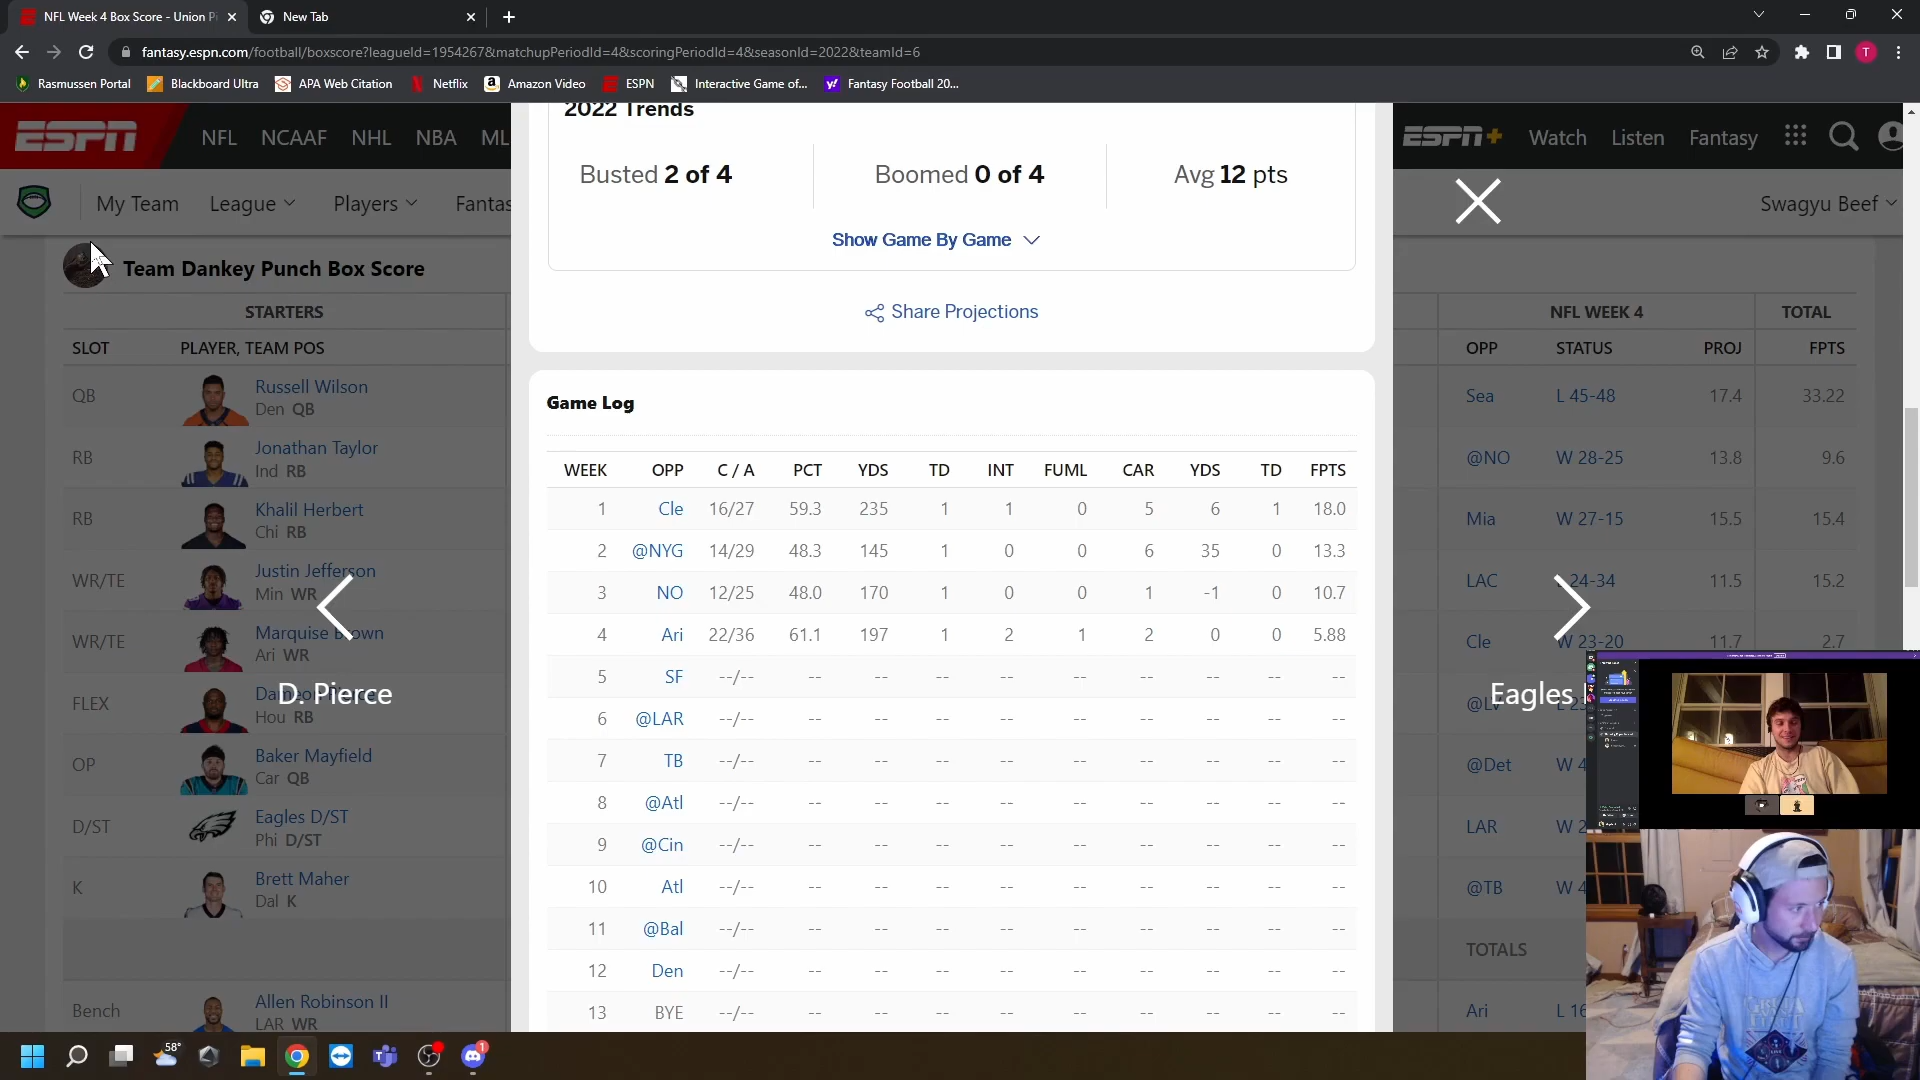 NFL Week 4 Box Score - Union P
New Tab
fantasy.espn.com/football/boxscore?leagueId=1954267&matchupPeriodId=4&scoringPeriodId=4&seasonId=2022&teamId=6
T
Rasmussen Portal
Blackboard Ultra
APA Web Citation
Netflix
Amazon Video
ESPN
Interactive Game of...
Fantasy Football 20...
ESPN NFL NCAAF NHL NBA ML
ESPN+ Watch Listen Fantasy
My Team League Players Fantas
Swagyu Beef
2022 Trends
Busted 2 of 4 Boomed 0 of 4 Avg 12 pts
Show Game By Game
Share Projections
Team Dankey Punch Box Score
STARTERS
SLOT PLAYER, TEAM POS
QB Russell Wilson
Den QB
RB Jonathan Taylor
Ind RB
RB Khalil Herbert
Chi RB
WR/TE Justin Jefferson
Min WR
WR/TE Marquise Brown
Ari WR
FLEX
Hou RB
D. Pierce
OP Baker Mayfield
Car QB
D/ST Eagles D/ST
Phi D/ST
K Brett Maher
Dal K
Bench Allen Robinson II
LAR WR
Game Log
WEEK OPP C / A PCT YDS TD INT FUML CAR YDS TD FPTS
1 Cle 16/27 59.3 235 1 1 0 5 6 1 18.0
2 @NYG 14/29 48.3 145 1 0 0 6 35 0 13.3
3 NO 12/25 48.0 170 1 0 0 1 -1 0 10.7
4 Ari 22/36 61.1 197 1 2 1 2 0 0 5.88
5 SF --/-- -- -- -- -- -- -- -- -- --
6 @LAR --/-- -- -- -- -- -- -- -- -- --
7 TB --/-- -- -- -- -- -- -- -- -- --
8 @Atl --/-- -- -- -- -- -- -- -- -- --
9 @Cin --/-- -- -- -- -- -- -- -- -- --
10 Atl --/-- -- -- -- -- -- -- -- -- --
11 @Bal --/-- -- -- -- -- -- -- -- -- --
12 Den --/-- -- -- -- -- -- -- -- -- --
13 BYE --/-- -- -- -- -- -- -- -- -- --
NFL WEEK 4 TOTAL
OPP STATUS PROJ FPTS
Sea L 45-48 17.4 33.22
@NO W 28-25 13.8 9.6
Mia W 27-15 15.5 15.4
LAC L 24-34 11.5 15.2
Cle W 23-20 11.7 2.7
Eagles
@Det W 4
LAR W 2
@TB W 4
TOTALS
Ari L 16
58°
1